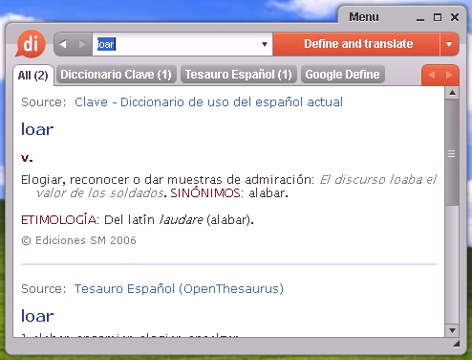 Menu
di
loar
Define and translate
All (2)
Diccionario Clave (1)
Tesauro Español (1)
Google Define
Source: Clave - Diccionario de uso del español actual
loar
v.
Elogiar, reconocer o dar muestras de admiración: El discurso loaba el
valor de los soldados. SINÓNIMOS: alabar.
ETIMOLOGÍA: Del latín laudare (alabar).
© Ediciones SM 2006
Source: Tesauro Español (OpenThesaurus)
loar